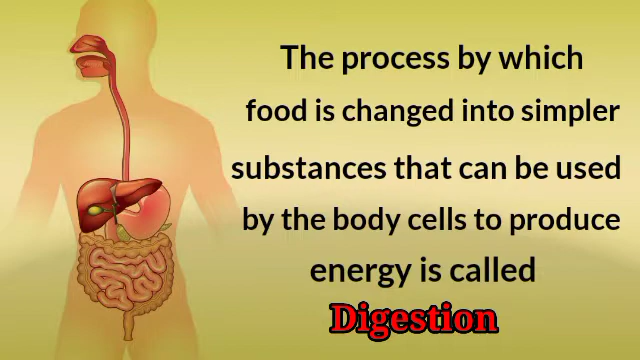 The process by which
food is changed into simpler
substances that can be used
by the body cells to produce
energy is called
Digestion